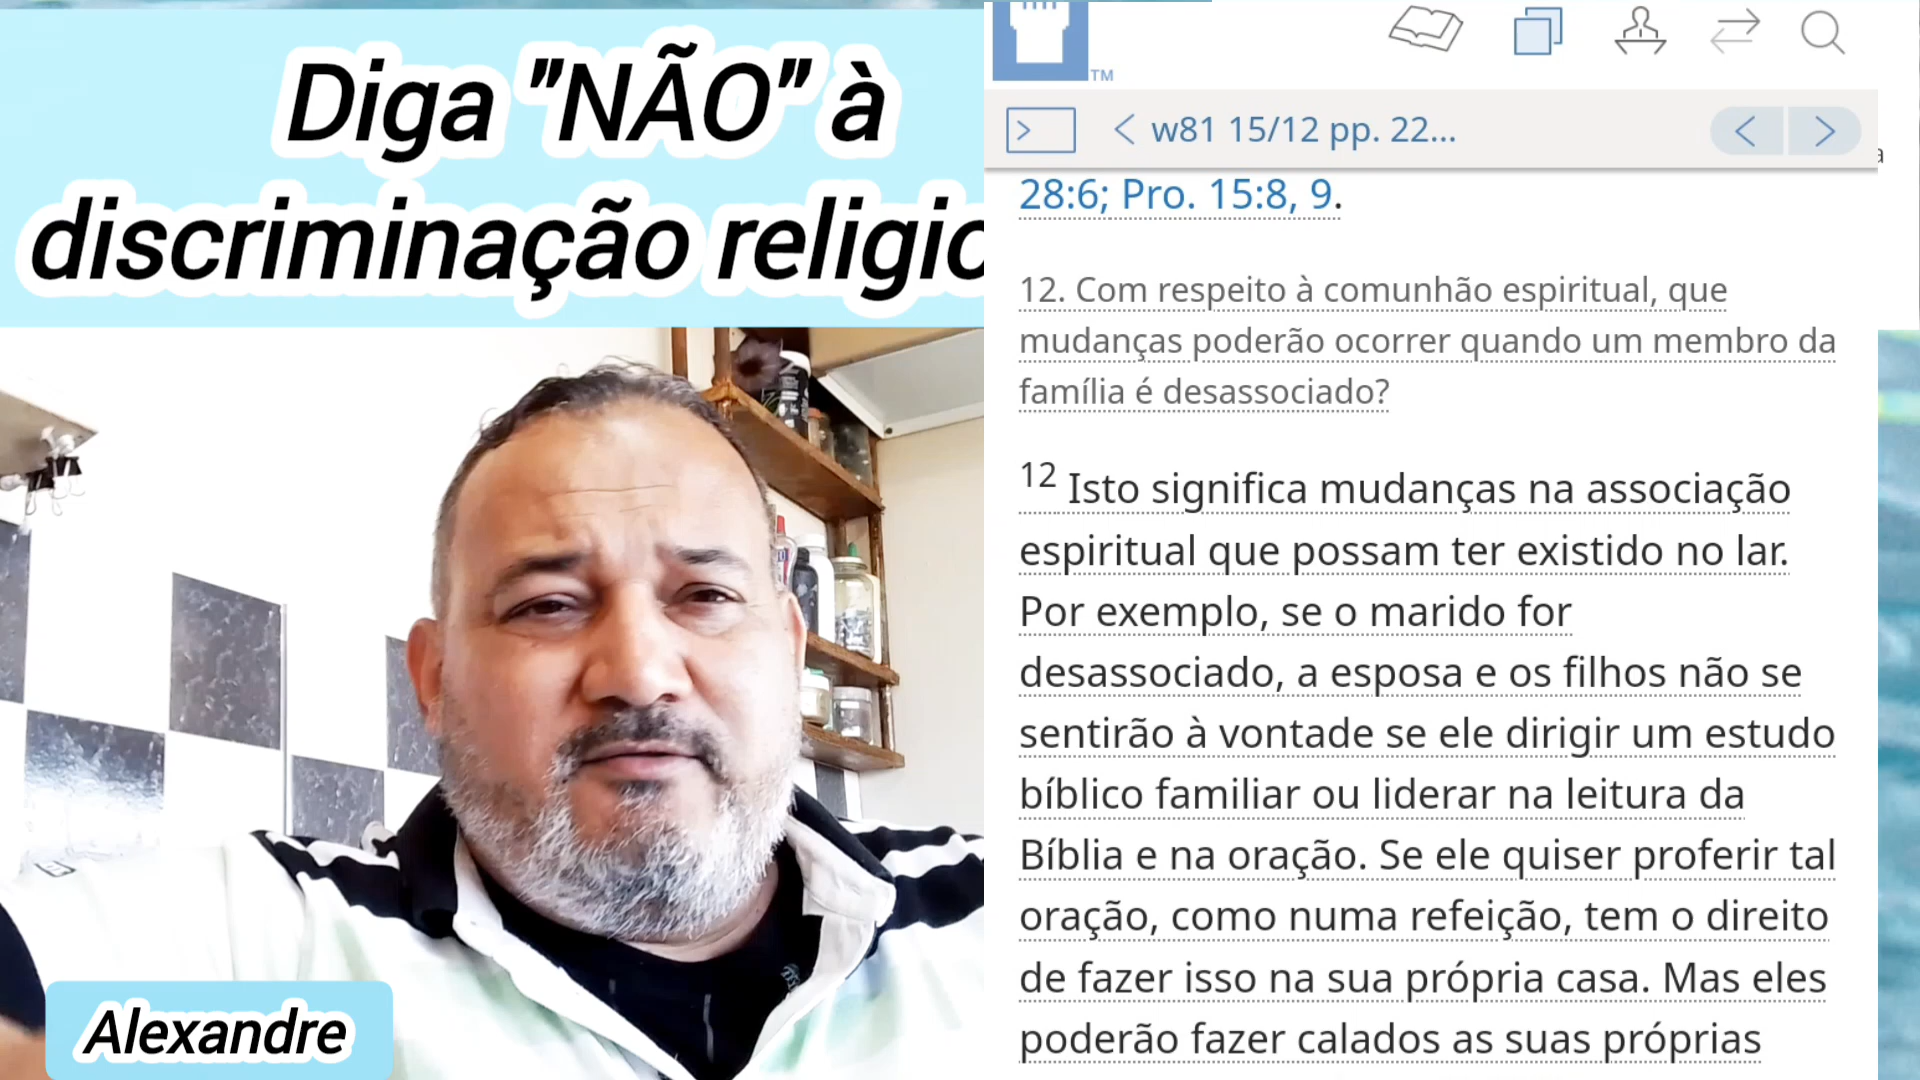 Diga "NÃO" à
discriminação religio
Alexandre
TM
< w81 15/12 pp. 22...
28:6; Pro. 15:8, 9.
12. Com respeito à comunhão espiritual, que
mudanças poderão ocorrer quando um membro da
família é desassociado?
12 Isto significa mudanças na associação
espiritual que possam ter existido no lar.
Por exemplo, se o marido for
desassociado, a esposa e os filhos não se
sentirão à vontade se ele dirigir um estudo
bíblico familiar ou liderar na leitura da
Bíblia e na oração. Se ele quiser proferir tal
oração, como numa refeição, tem o direito
de fazer isso na sua própria casa. Mas eles
poderão fazer calados as suas próprias